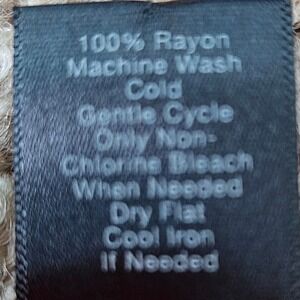 100% Rayon
Machine Wash
Cold
Gentle Cycle
Only Non-
Chlorine Bleach
When Needed
Dry Flat
Cool Iron
If Needed